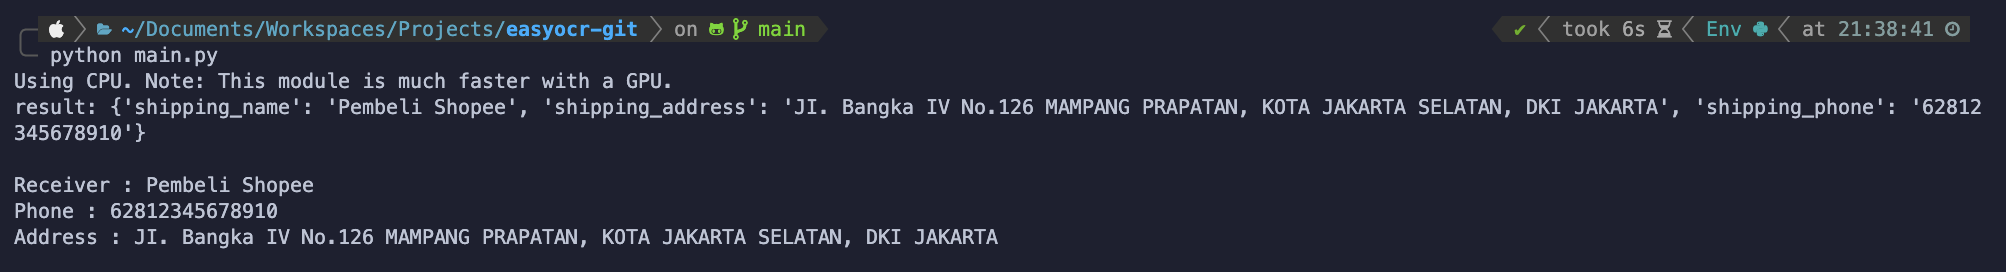 ~/Documents/Workspaces/Projects/easyocr-git on main ✔ took 6s Env at 21:38:41
python main.py
Using CPU. Note: This module is much faster with a GPU.
result: {'shipping_name': 'Pembeli Shopee', 'shipping_address': 'JI. Bangka IV No.126 MAMPANG PRAPATAN, KOTA JAKARTA SELATAN, DKI JAKARTA', 'shipping_phone': '62812
345678910'}
Receiver : Pembeli Shopee
Phone : 62812345678910
Address : JI. Bangka IV No.126 MAMPANG PRAPATAN, KOTA JAKARTA SELATAN, DKI JAKARTA